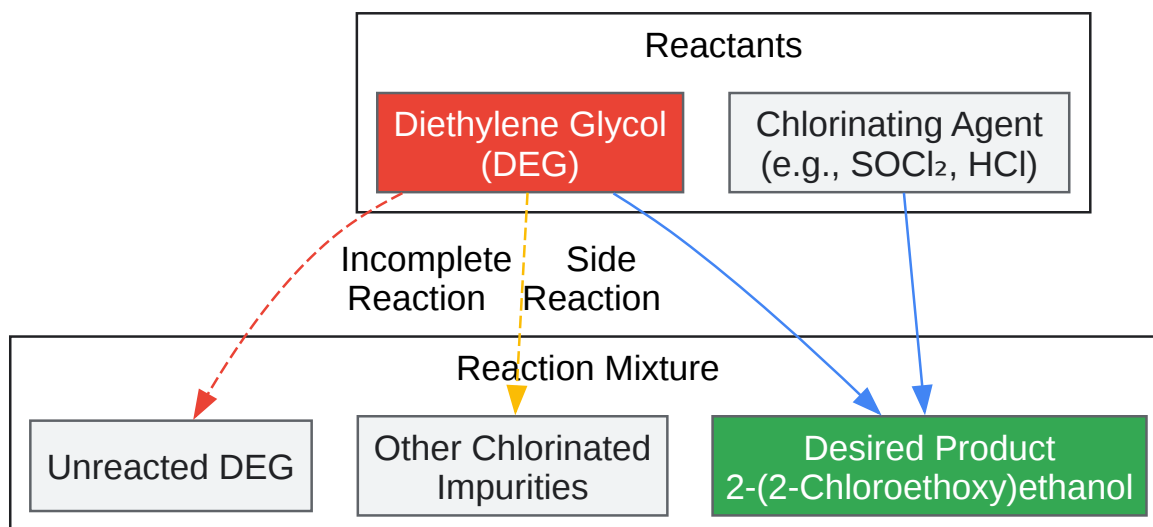 Reactants
Diethylene Glycol
(DEG)
Chlorinating Agent
(e.g., SOCl₂, HCl)
Incomplete
Reaction
Side
Reaction
Reaction Mixture
Unreacted DEG
Other Chlorinated
Impurities
Desired Product
2-(2-Chloroethoxy)ethanol